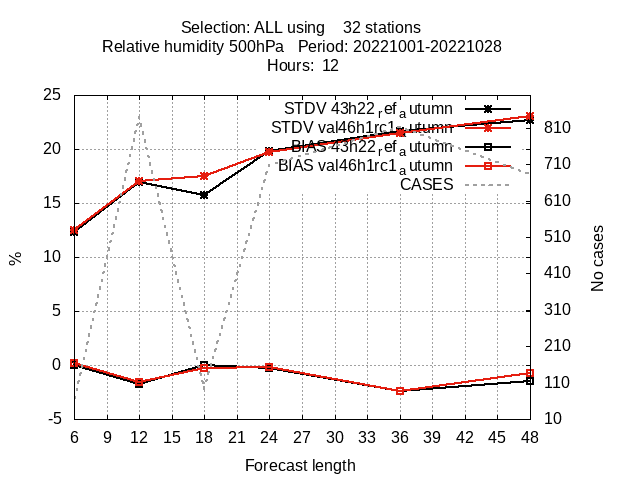 Selection: ALL using    32 stations
Relative humidity 500hPa   Period: 20221001-20221028
Hours: 12
STDV 43h22ref_autumn
STDV val46h1rc1_autumn
BIAS 43h22ref_autumn
BIAS val46h1rc1_autumn
CASES
25
20
15
10
5
0
-5
%
810
710
610
510
410
310
210
110
10
No cases
6 9 12 15 18 21 24 27 30 33 36 39 42 45 48
Forecast length